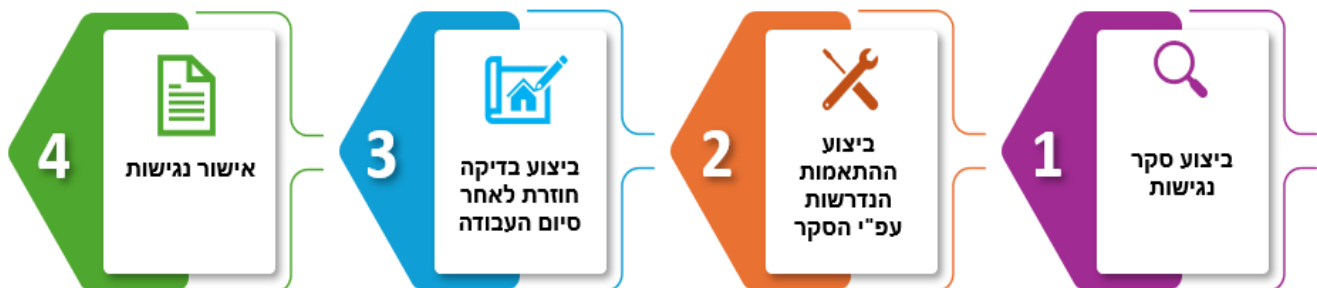 1
ביצוע סקר
נגישות
2
ביצוע
ההתאמות
הנדרשות
עפ"י הסקר
3
ביצוע בדיקה
חוזרת לאחר
סיום העבודה
4
אישור נגישות